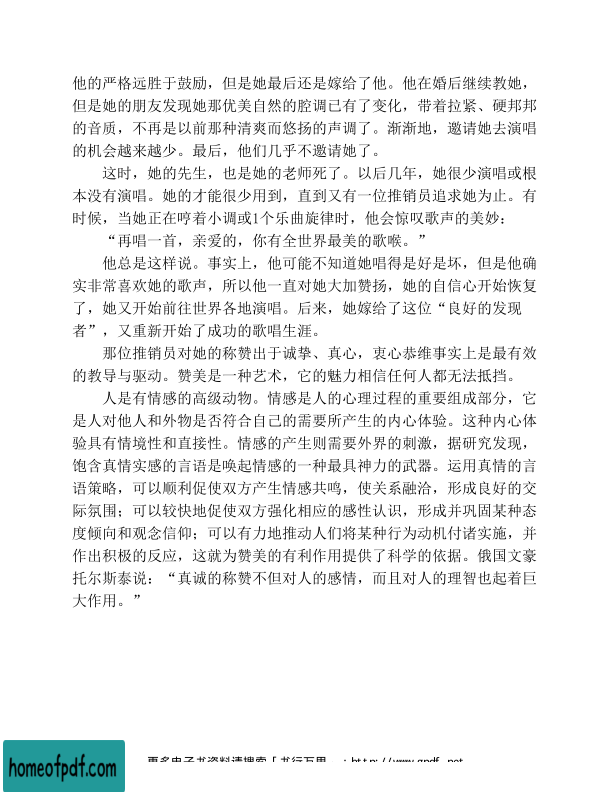 他的严格远胜于鼓励，但是她最后还是嫁给了他。他在婚后继续教她，
但是她的朋友发现她那优美自然的腔调已有了变化，带着拉紧、硬邦邦
的音质，不再是以前那种清爽而悠扬的声调了。渐渐地，邀请她去演唱
的机会越来越少。最后，他们几乎不邀请她了。
这时，她的先生，也是她的老师死了。以后几年，她很少演唱或根
本没有演唱。她的才能很少用到，直到又有一位推销员追求她为止。有
时候，当她正在哼着小调或1个乐曲旋律时，他会惊叹歌声的美妙：
“再唱一首，亲爱的，你有全世界最美的歌喉。”
他总是这样说。事实上，他可能不知道她唱得是好是坏，但是他确
实非常喜欢她的歌声，所以他一直对她大加赞扬，她的自信心开始恢复
了，她又开始前往世界各地演唱。后来，她嫁给了这位“良好的发现
者”，又重新开始了成功的歌唱生涯。
那位推销员对她的称赞出于诚挚、真心，衷心恭维事实上是最有效
的教导与驱动。赞美是一种艺术，它的魅力相信任何人都无法抵挡。
人是有情感的高级动物。情感是人的心理过程的重要组成部分，它
是人对他人和外物是否符合自己的需要所产生的内心体验。这种内心体
验具有情境性和直接性。情感的产生则需要外界的刺激，据研究发现，
饱含真情实感的言语是唤起情感的一种最具神力的武器。运用真情的言
语策略，可以顺利促使双方产生情感共鸣，使关系融洽，形成良好的交
际氛围；可以较快地促使双方强化相应的感性认识，形成并巩固某种态
度倾向和观念信仰；可以有力地推动人们将某种行为动机付诸实施，并
作出积极的反应，这就为赞美的有利作用提供了科学的依据。俄国文豪
托尔斯泰说：“真诚的称赞不但对人的感情，而且对人的理智也起着巨
大作用。”
homeofpdf.com